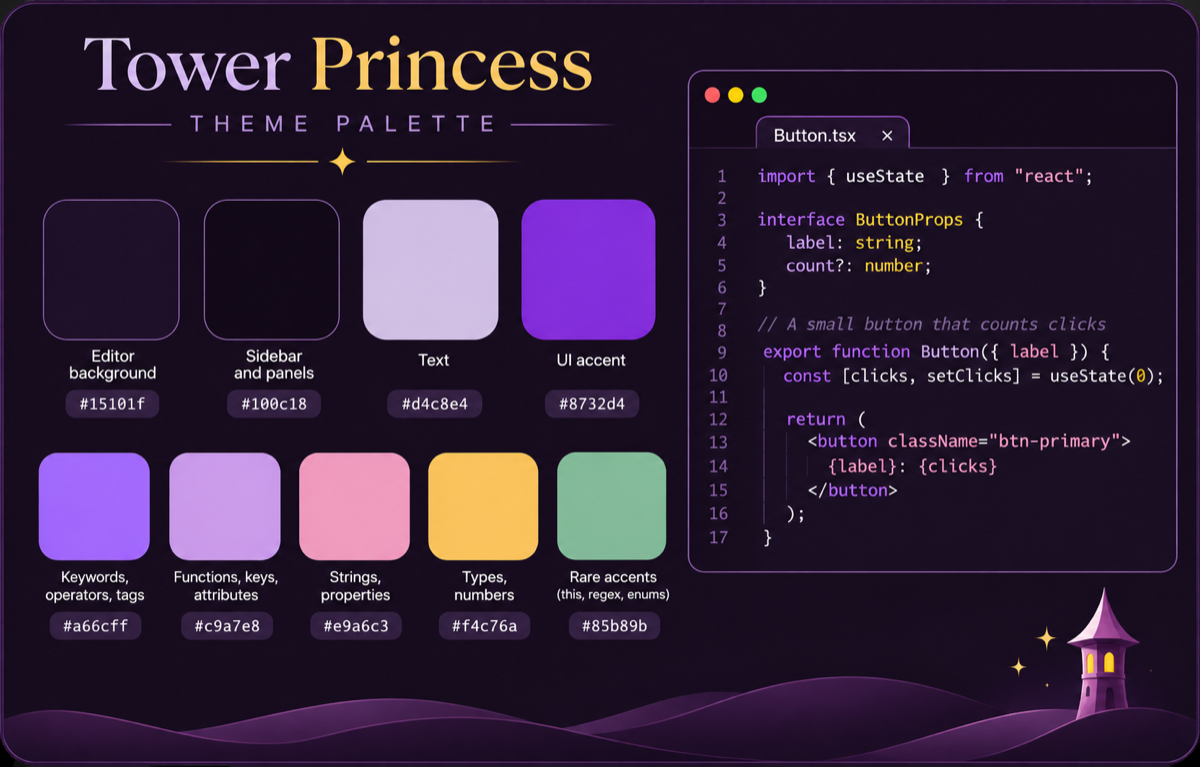 Tower Princess
THEME PALETTE
Editor
background
#15101f
Sidebar
and panels
#100c18
Text
#d4c8e4
UI accent
#8732d4
Keywords,
operators, tags
#a66cff
Functions, keys,
attributes
#c9a7e8
Strings,
properties
#e9a6c3
Types,
numbers
#f4c76a
Rare accents
(this, regex, enums)
#85b89b
Button.tsx ×
1 import { useState } from "react";
2
3 interface ButtonProps {
4 label: string;
5 count?: number;
6 }
7
8 // A small button that counts clicks
9 export function Button({ label }) {
10 const [clicks, setClicks] = useState(0);
11
12 return (
13 <button className="btn-primary">
14 {label}: {clicks}
15 </button>
16 );
17 }